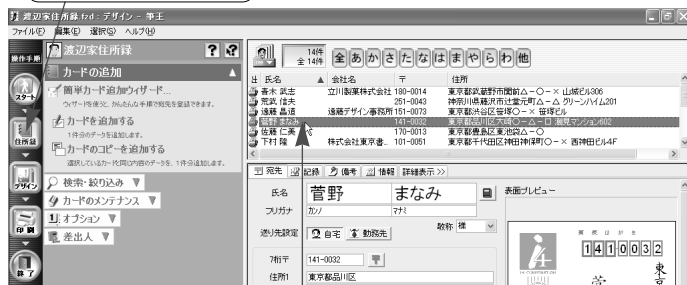 渡辺家住所録.fzd : デザイン - 筆王
ファイル(F) 編集(E) 選択(S) ヘルプ(H)
操作手順
スタート
住所録
デザイン
印刷
終了
渡辺家住所録
カードの追加
簡単カード追加ウィザード...
ウィザードを使うと、かんたんな手順で宛先を登録できます。
カードを追加する
1件分のデータを追加します。
カードのコピーを追加する
選択しているカードと同じ内容のデータを、1件分追加します。
検索・絞り込み ▼
カードのメンテナンス ▼
オプション ▼
差出人 ▼
14件
全 14件
全 あ か さ た な は ま や ら わ 他
氏名 ▲ 会社名 〒 住所
青木 武志 立川製菓株式会社 180-0014 東京都武蔵野市関前△−○−× 山城ビル306
荒武 佳夫 251-0043 神奈川県藤沢市辻堂元町△−△ グリーンハイム201
遠藤 昌道 遠藤デザイン事務所 151-0073 東京都渋谷区笹塚○−× 笹塚ビル
菅野 まなみ 141-0032 東京都品川区大崎○−△−□ 潮見マンション602
佐藤 仁美 170-0013 東京都豊島区東池袋△−○
下村 隆 株式会社東京書.. 101-0051 東京都千代田区神田神保町○−× 西神田ビル4F
宛先 記録 備考 情報 詳細表示 >>
氏名 菅野 まなみ
フリガナ カンノ マナミ
送り先設定 自宅 勤務先 敬称 様
7桁〒 141-0032 〒
住所1 東京都品川区
表面プレビュー
郵便はがき
1410032
東京
菅